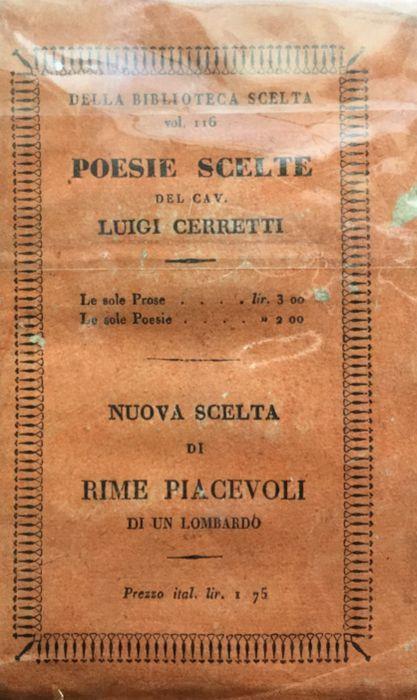 DELLA BIBLIOTECA SCELTA
vol. 116
POESIE SCELTE
DEL CAV.
LUIGI CERRETTI
Le sole Prose . . . . lir. 3 00
Le sole Poesie . . . . „ 2 00
NUOVA SCELTA
DI
RIME PIACEVOLI
DI UN LOMBARDO
Prezzo ital. lir. 1 75